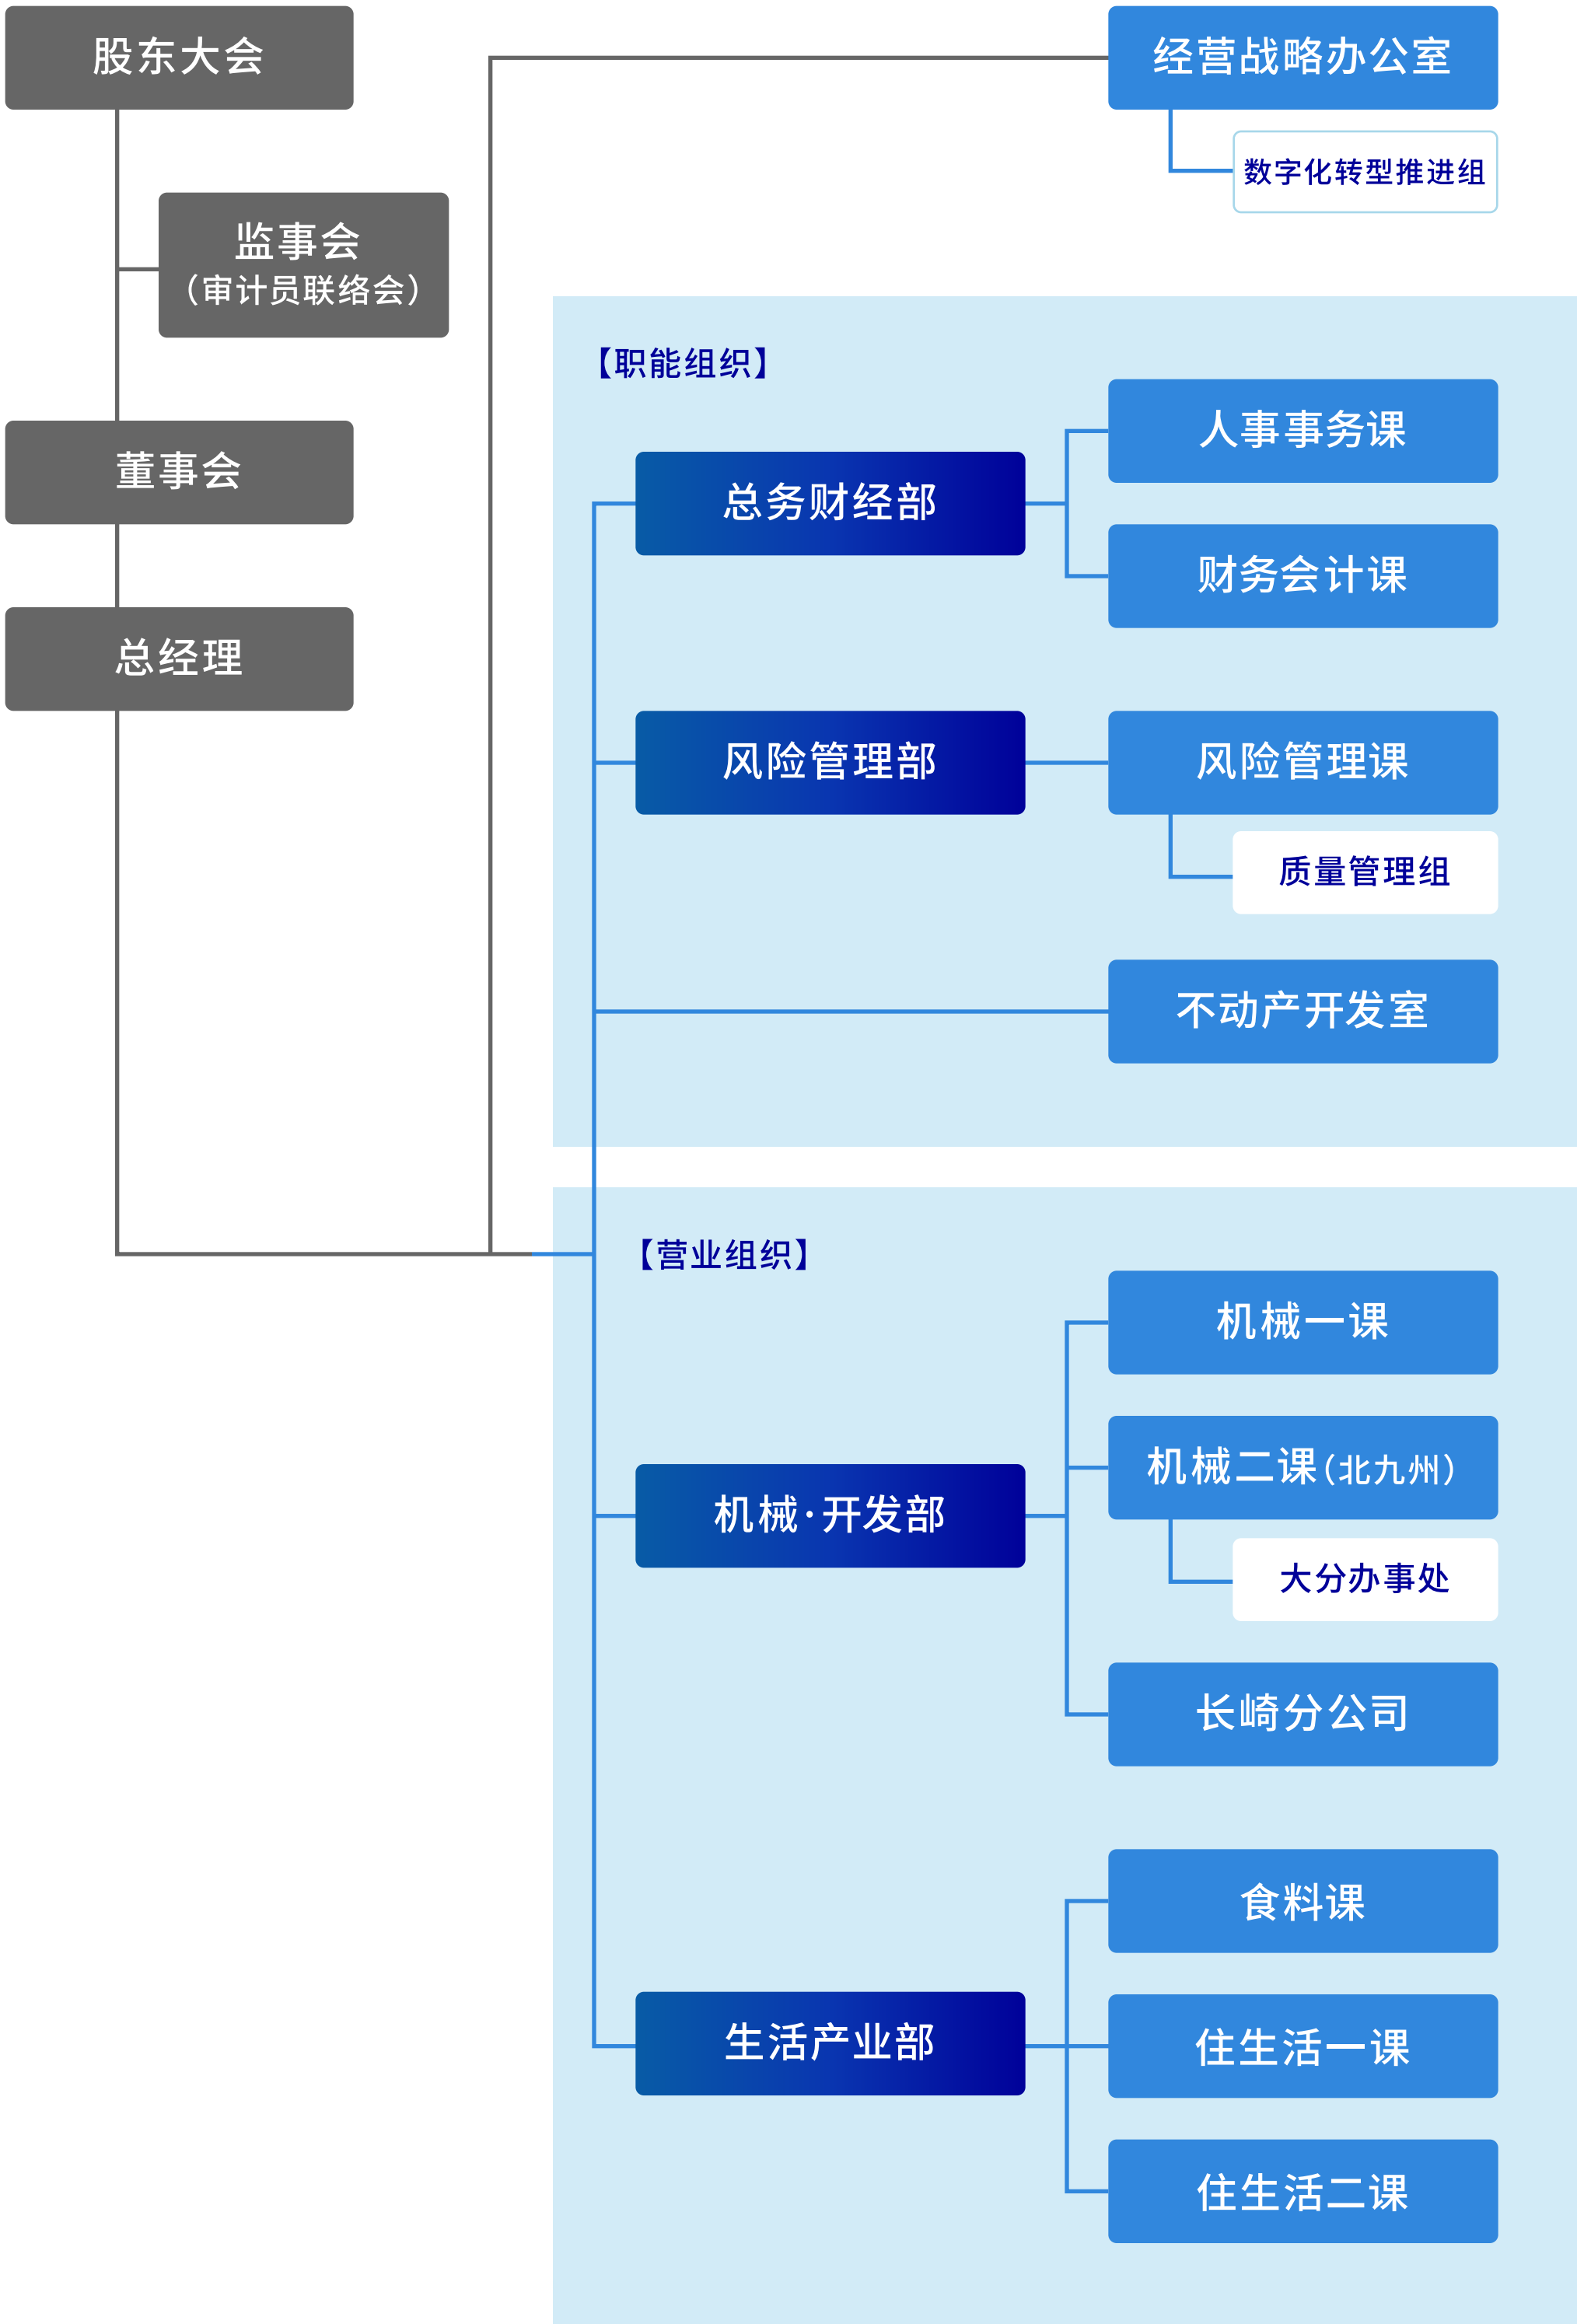 股东大会
监事会
（审计员联络会）
董事会
总经理
经营战略办公室
数字化转型推进组
【职能组织】
总务财经部
人事事务课
财务会计课
风险管理部
风险管理课
质量管理组
不动产开发室
【营业组织】
机械·开发部
机械一课
机械二课（北九州）
大分办事处
长崎分公司
生活产业部
食料课
住生活一课
住生活二课